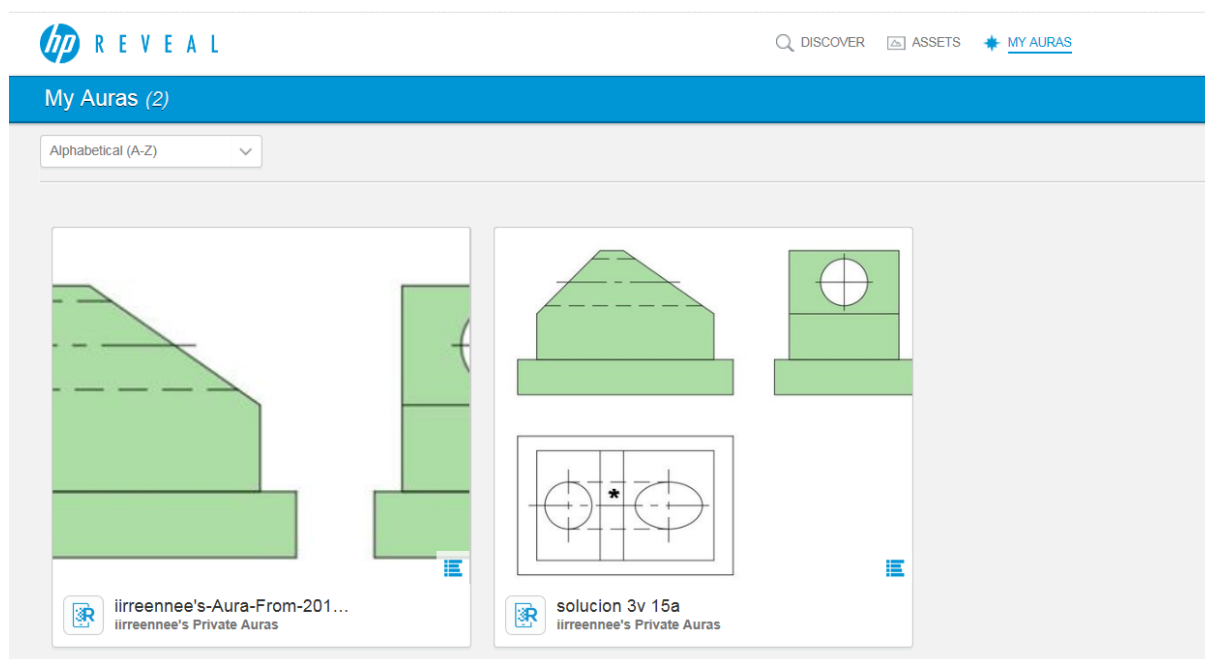 hp REVEAL DISCOVER ASSETS MY AURAS
My Auras (2)
Alphabetical (A-Z)
*
iirreennee's-Aura-From-201...
iirreennee's Private Auras
solucion 3v 15a
iirreennee's Private Auras